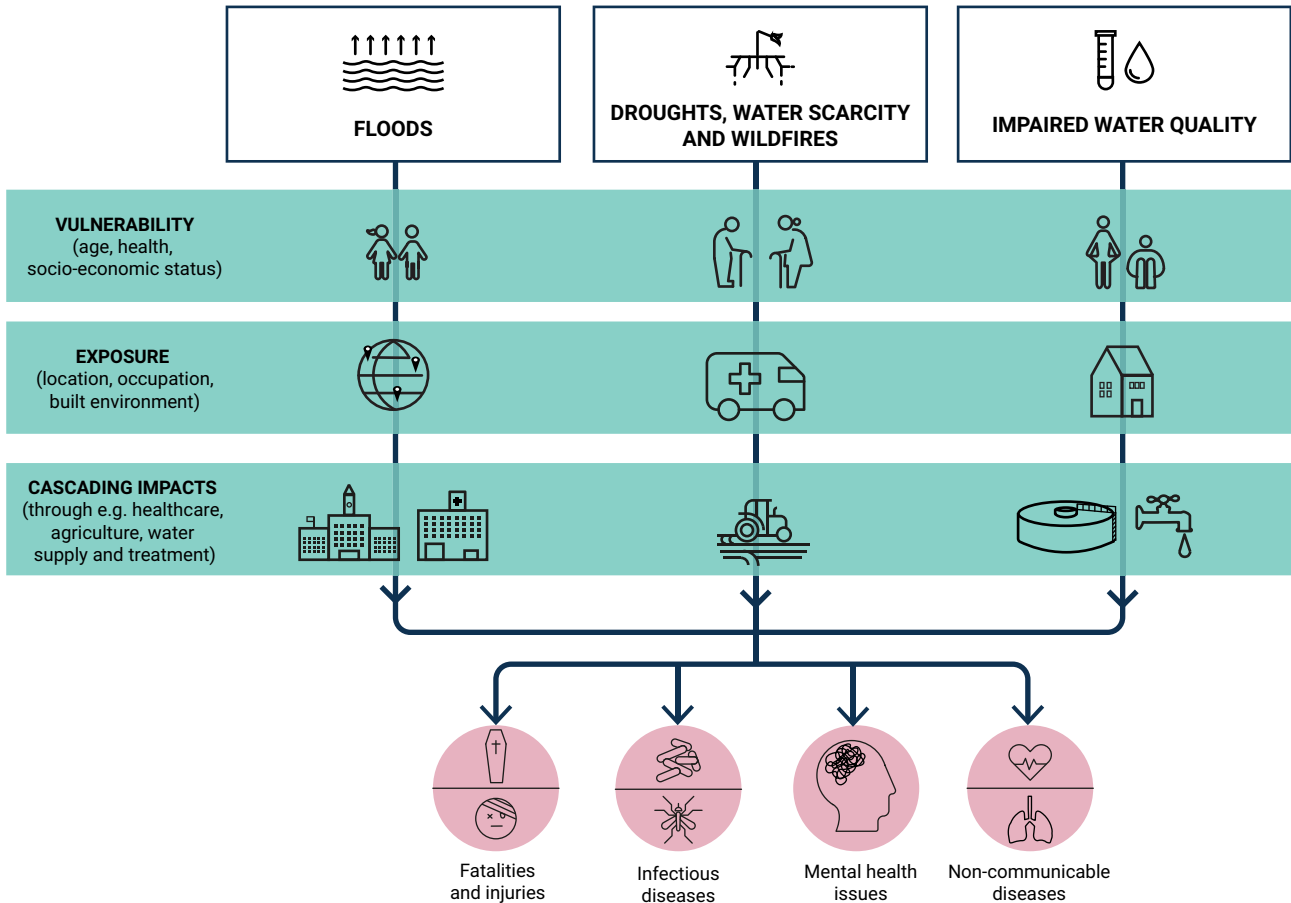 FLOODS
DROUGHTS, WATER SCARCITY
AND WILDFIRES
IMPAIRED WATER QUALITY
VULNERABILITY
(age, health,
socio-economic status)
EXPOSURE
(location, occupation,
built environment)
CASCADING IMPACTS
(through e.g. healthcare,
agriculture, water
supply and treatment)
Fatalities
and injuries
Infectious
diseases
Mental health
issues
Non-communicable
diseases